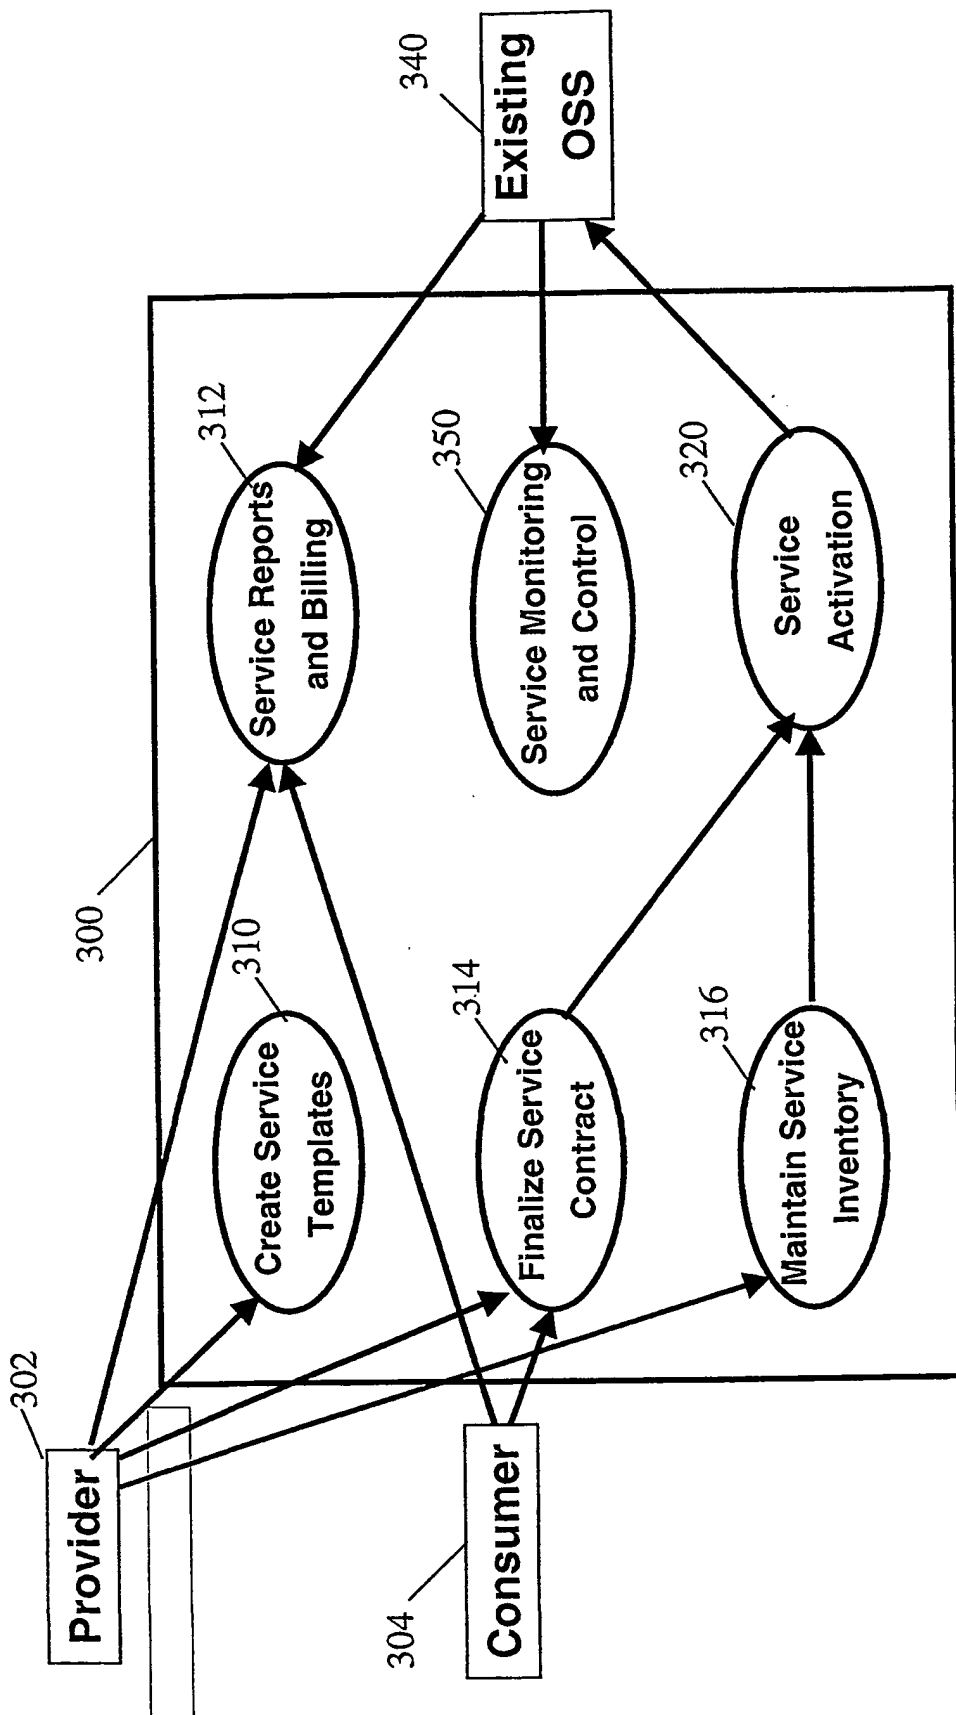 302
Provider
304
Consumer
300
310
Create Service
Templates
314
Finalize Service
Contract
316
Maintain Service
Inventory
312
Service Reports
and Billing
350
Service Monitoring
and Control
320
Service
Activation
340
Existing
OSS